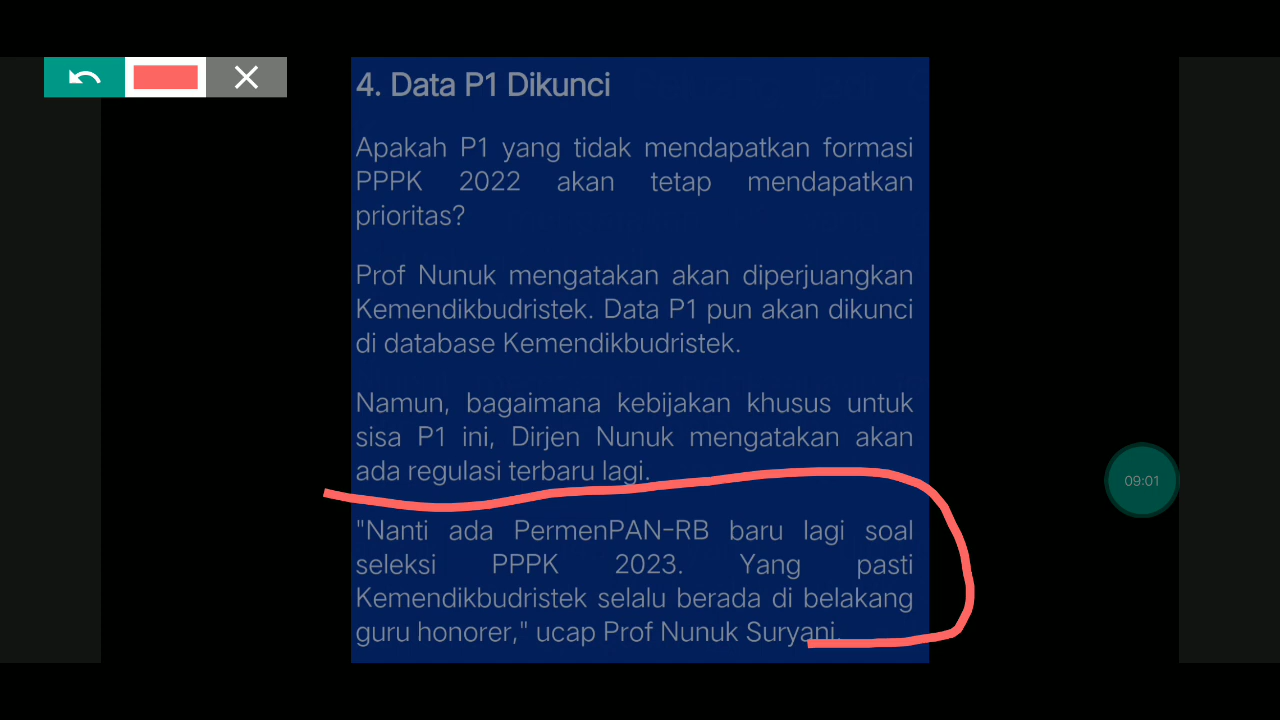 4. Data P1 Dikunci
Apakah P1 yang tidak mendapatkan formasi
PPPK 2022 akan tetap mendapatkan
prioritas?
Prof Nunuk mengatakan akan diperjuangkan
Kemendikbudristek. Data P1 pun akan dikunci
di database Kemendikbudristek.
Namun, bagaimana kebijakan khusus untuk
sisa P1 ini, Dirjen Nunuk mengatakan akan
ada regulasi terbaru lagi.
"Nanti ada PermenPAN-RB baru lagi soal
seleksi PPPK 2023. Yang pasti
Kemendikbudristek selalu berada di belakang
guru honorer," ucap Prof Nunuk Suryani.
09:01